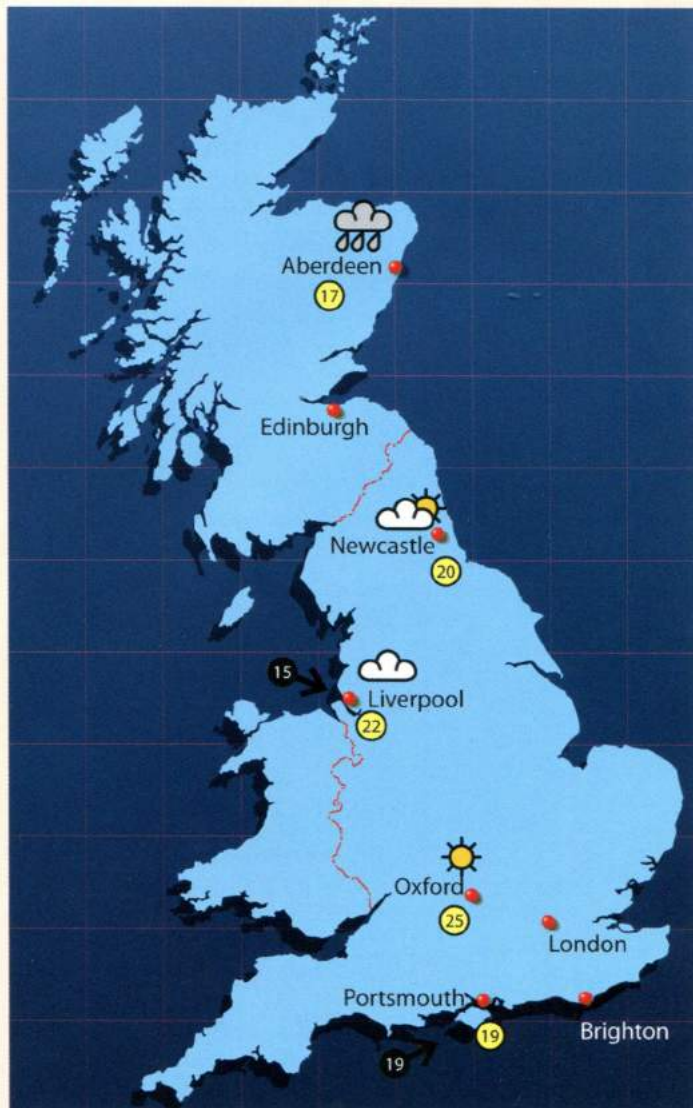 Aberdeen
17
Edinburgh
Newcastle
20
15
Liverpool
22
Oxford
25
London
Portsmouth
Brighton
19
19